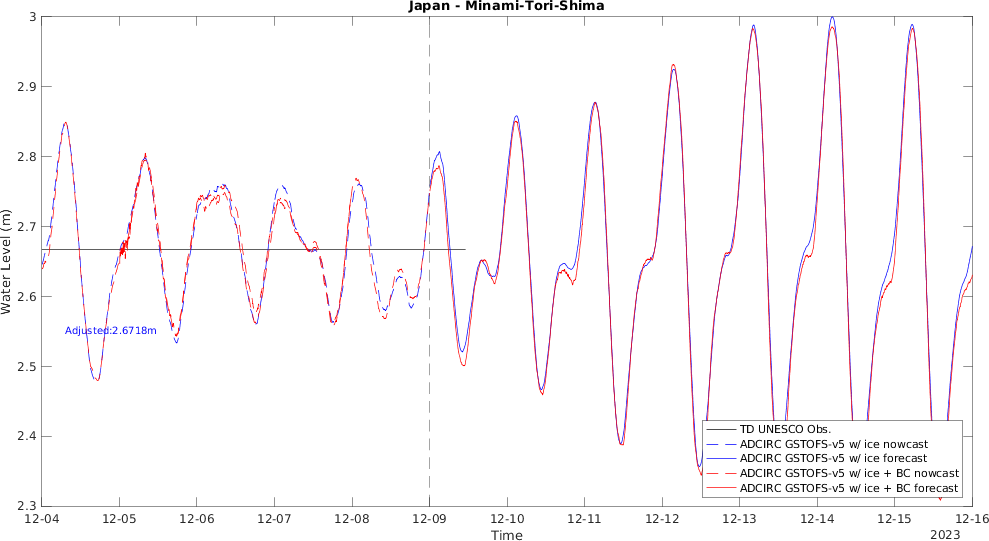 Japan - Minami-Tori-Shima
3
2.9
2.8
2.7
2.6
2.5
2.4
2.3
Water Level (m)
Adjusted:2.6718m
TD UNESCO Obs.
ADCIRC GSTOFS-v5 w/ ice nowcast
ADCIRC GSTOFS-v5 w/ ice forecast
ADCIRC GSTOFS-v5 w/ ice + BC nowcast
ADCIRC GSTOFS-v5 w/ ice + BC forecast
12-04 12-05 12-06 12-07 12-08 12-09 12-10 12-11 12-12 12-13 12-14 12-15 12-16
Time
2023